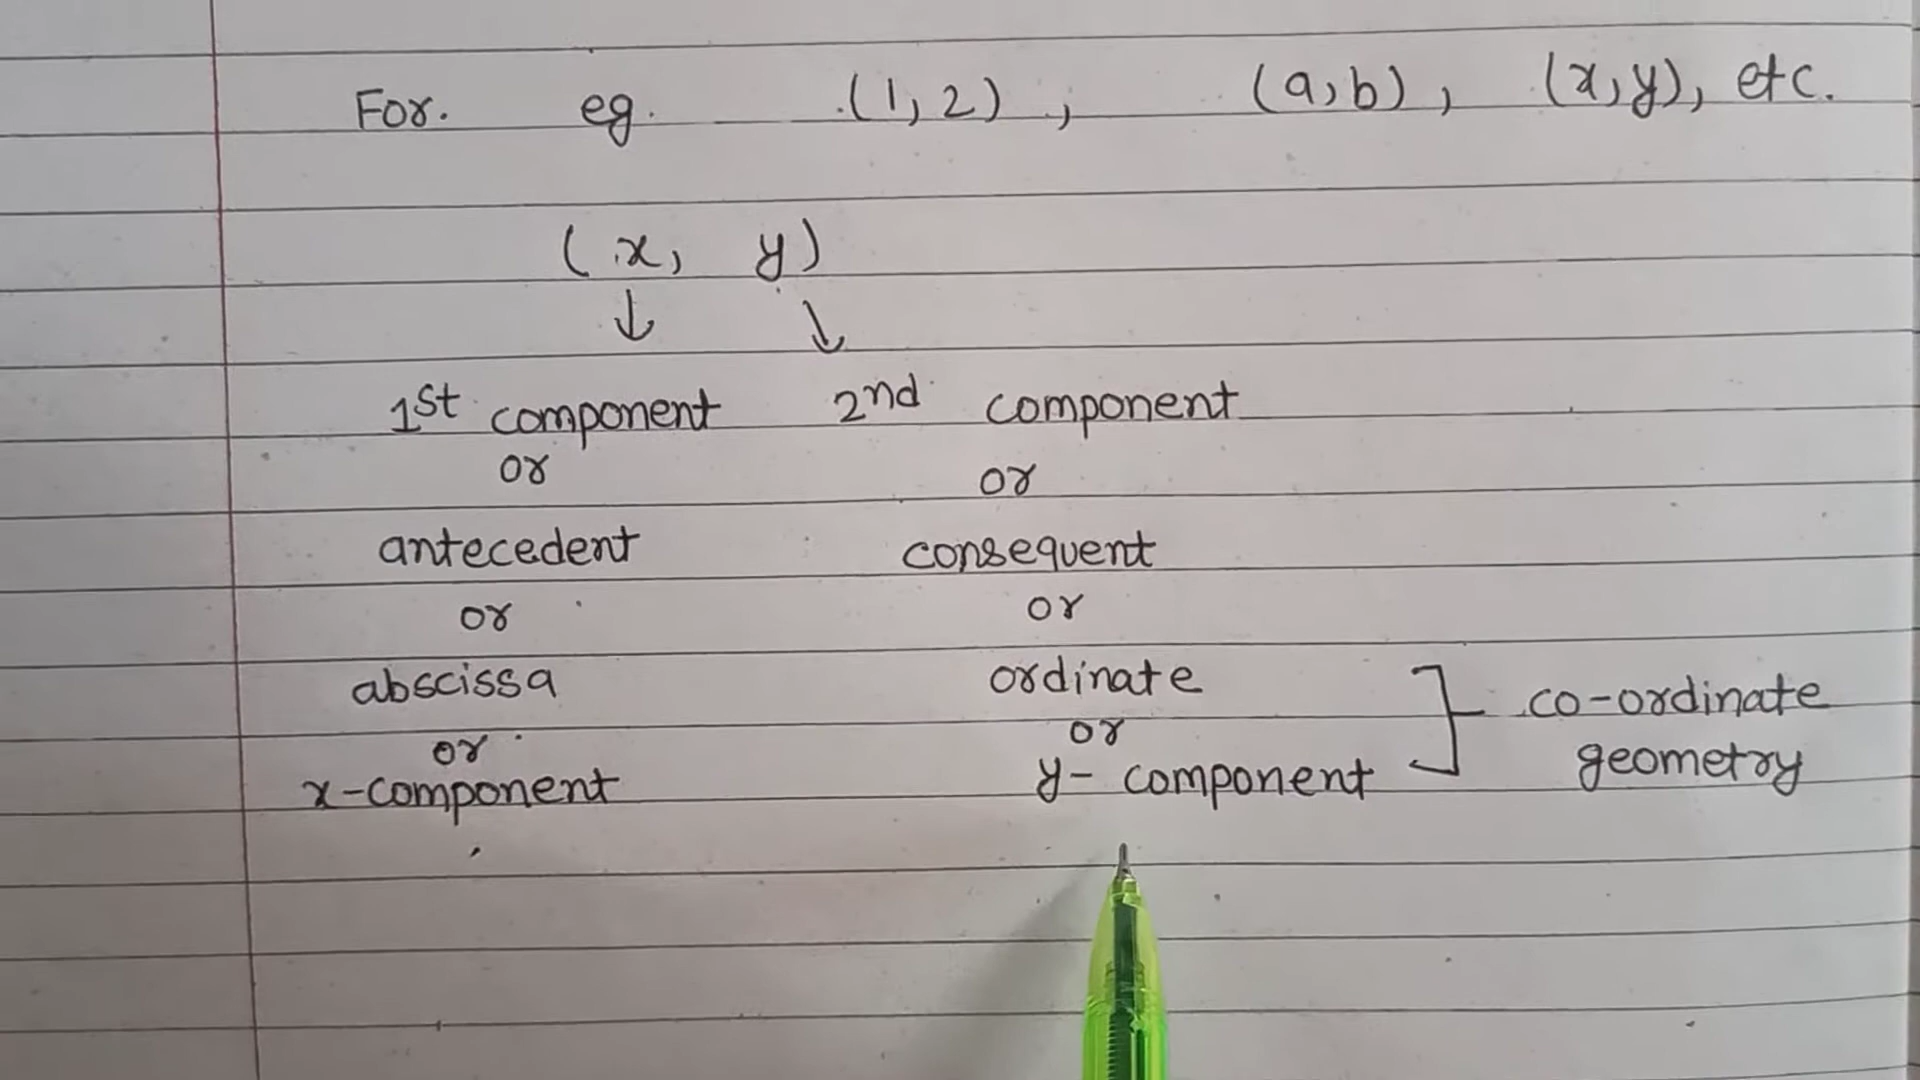 For. eg. (1, 2), (a, b), (x, y), etc.
(x, y)
↓ ↓
1st component 2nd component
or or
antecedent consequent
or or
abscissa ordinate co-ordinate
or or
x-component y- component geometry